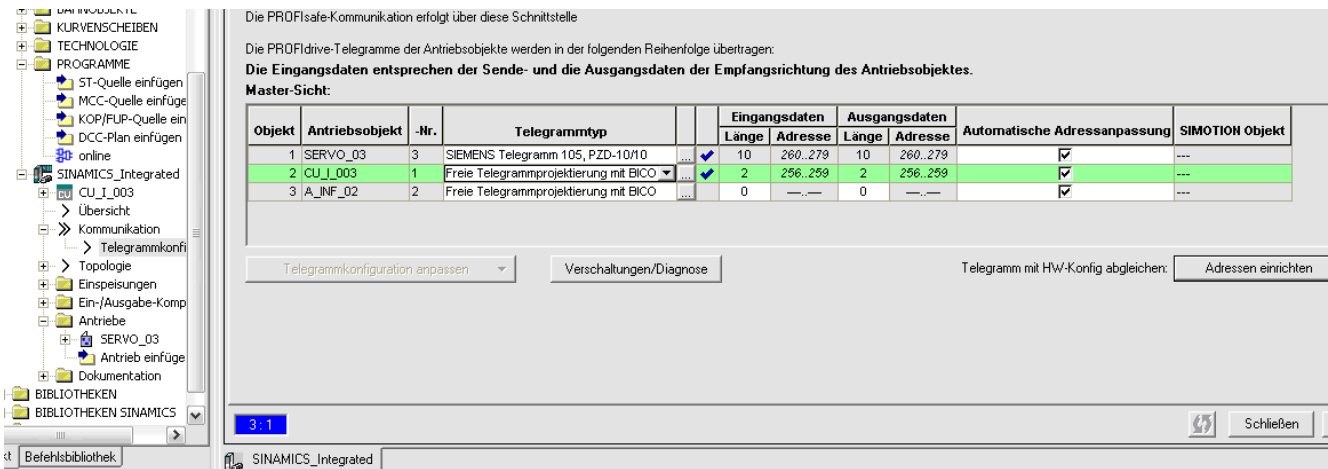 BAHNOBJEKTE
KURVENSCHEIBEN
TECHNOLOGIE
PROGRAMME
ST-Quelle einfügen
MCC-Quelle einfüge
KOP/FUP-Quelle ein
DCC-Plan einfügen
online
SINAMICS_Integrated
CU_I_003
Übersicht
Kommunikation
Telegrammkonfi
Topologie
Einspeisungen
Ein-/Ausgabe-Komp
Antriebe
SERVO_03
Antrieb einfüge
Dokumentation
BIBLIOTHEKEN
BIBLIOTHEKEN SINAMICS
kt Befehlsbibliothek
Die PROFIsafe-Kommunikation erfolgt über diese Schnittstelle
Die PROFIdrive-Telegramme der Antriebsobjekte werden in der folgenden Reihenfolge übertragen:
Die Eingangsdaten entsprechen der Sende- und die Ausgangsdaten der Empfangsrichtung des Antriebsobjektes.
Master-Sicht:
Objekt Antriebsobjekt -Nr. Telegrammtyp Eingangsdaten Ausgangsdaten Automatische Adressanpassung SIMOTION Objekt
Länge Adresse Länge Adresse
1 SERVO_03 3 SIEMENS Telegramm 105, PZD-10/10 ... 10 260..279 10 260..279 ---
2 CU_I_003 1 Freie Telegrammprojektierung mit BICO ... 2 256..259 2 256..259 ---
3 A_INF_02 2 Freie Telegrammprojektierung mit BICO ... 0 —..— 0 —..— ---
Telegrammkonfiguration anpassen Verschaltungen/Diagnose Telegramm mit HW-Konfig abgleichen: Adressen einrichten
3:1 Schließen
SINAMICS_Integrated